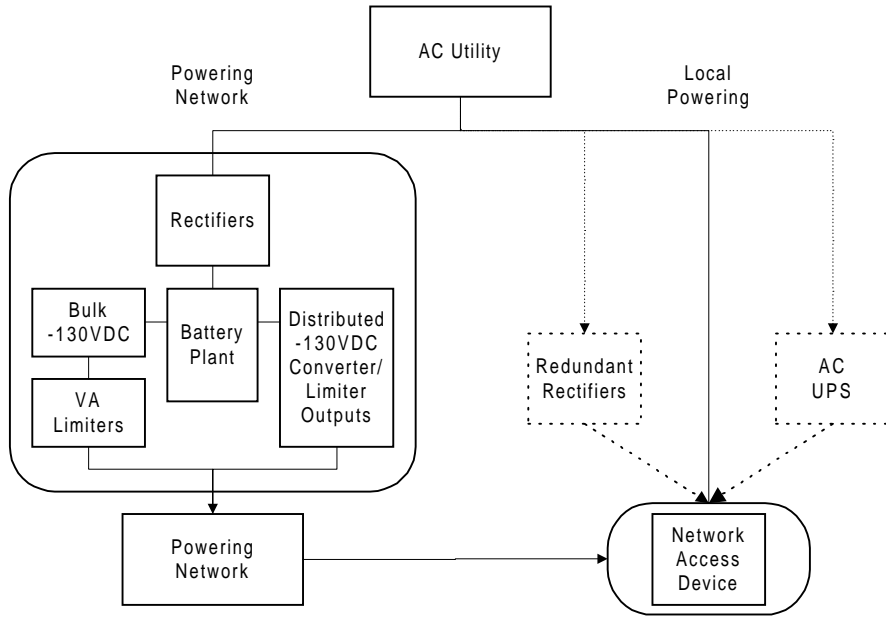 AC Utility
Powering
Network
Local
Powering
Rectifiers
Bulk
-130VDC
Battery
Plant
Distributed
-130VDC
Converter/
Limiter
Outputs
VA
Limiters
Redundant
Rectifiers
AC
UPS
Powering
Network
Network
Access
Device